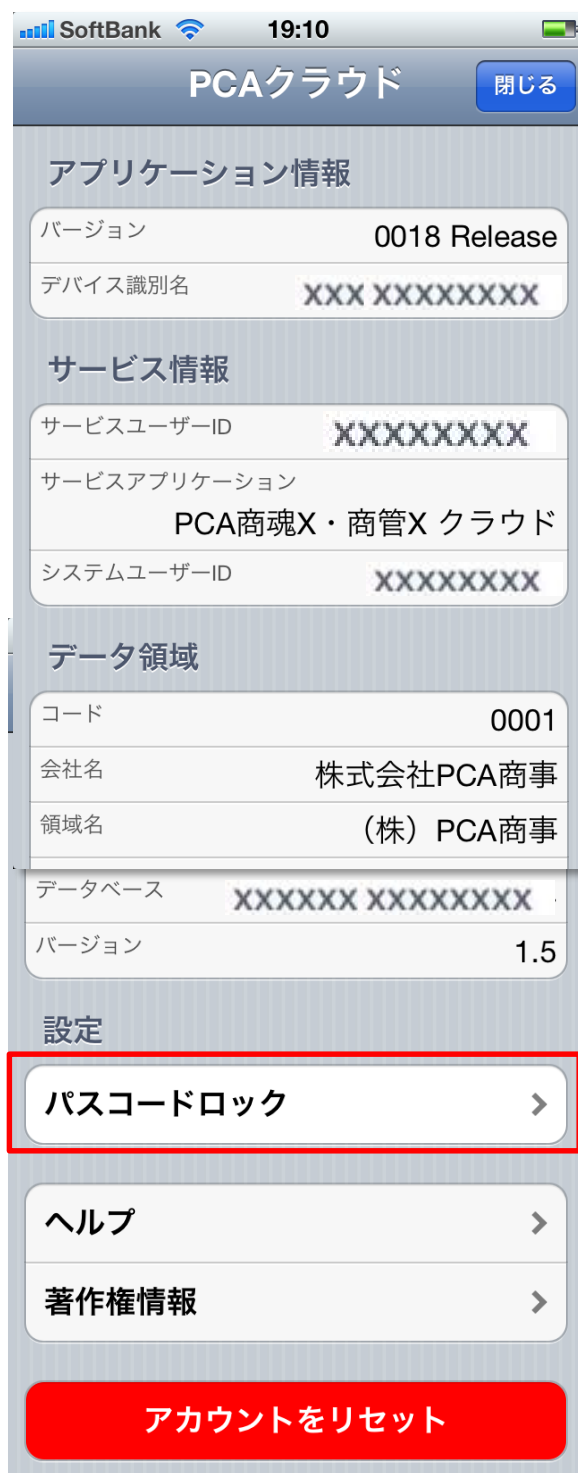 SoftBank 19:10
PCAクラウド 閉じる
アプリケーション情報
バージョン 0018 Release
デバイス識別名 XXX XXXXXXXX
サービス情報
サービスユーザーID XXXXXXXX
サービスアプリケーション
PCA商魂X・商管X クラウド
システムユーザーID XXXXXXXX
データ領域
コード 0001
会社名 株式会社PCA商事
領域名 （株）PCA商事
データベース XXXXXX XXXXXXXX
バージョン 1.5
設定
パスコードロック
ヘルプ
著作権情報
アカウントをリセット